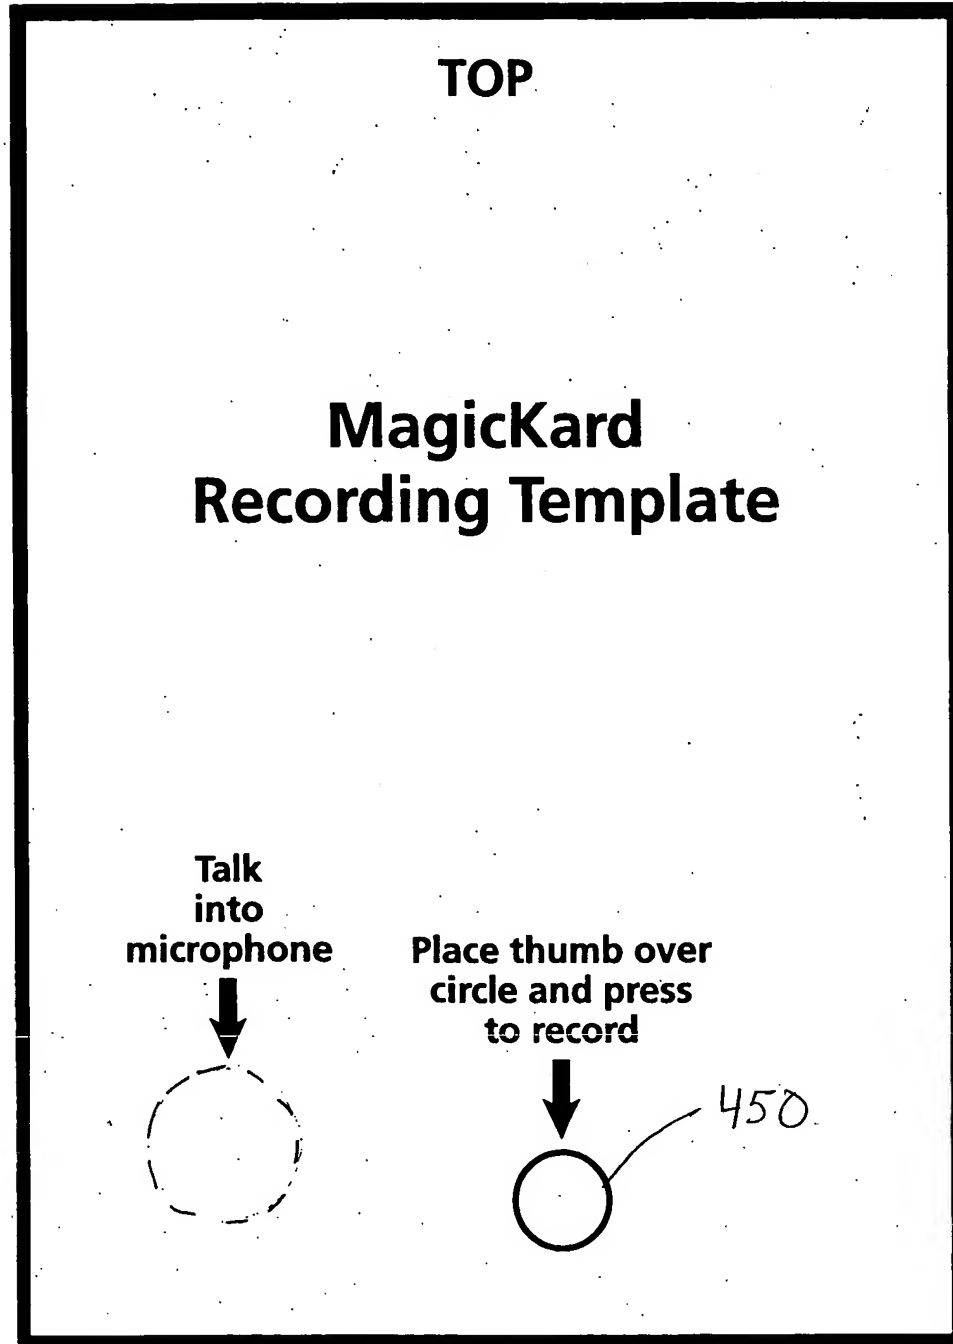 TOP
MagicKard
Recording Template
Talk
into
microphone
Place thumb over
circle and press
to record
450